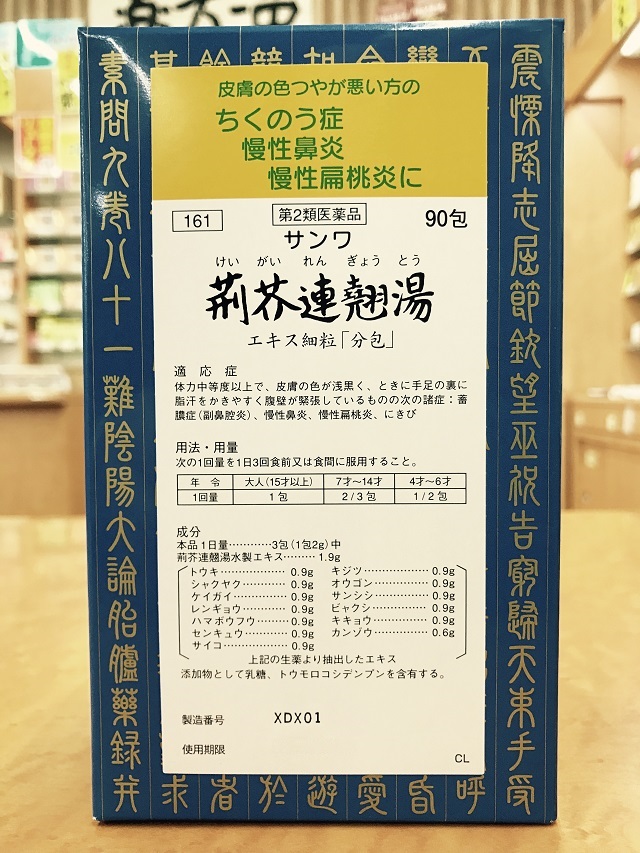 皮膚の色つやが悪い方の
ちくのう症
慢性鼻炎
慢性扁桃炎に
161
第2類医薬品
90包
サンワ
けい がい れん ぎょう とう
荊芥連翹湯
エキス細粒「分包」
適応症
体力中等度以上で、皮膚の色が浅黒く、ときに手足の裏に
脂汗をかきやすく腹壁が緊張しているものの次の諸症:蓄
膿症(副鼻腔炎)、慢性鼻炎、慢性扁桃炎、にきび
用法・用量
次の1回量を1日3回食前又は食間に服用すること。
年令 大人(15才以上) 7才〜14才 4才〜6才
1回量 1包 2/3包 1/2包
成分
本品1日量…………3包(1包2g)中
荊芥連翹湯水製エキス………1.9g
トウキ………………0.9g キジツ………………0.9g
シャクヤク…………0.9g オウゴン……………0.9g
ケイガイ……………0.9g サンシシ……………0.9g
レンギョウ…………0.9g ビャクシ……………0.9g
ハマボウフウ………0.9g キキョウ……………0.9g
センキュウ…………0.9g カンゾウ……………0.6g
サイコ………………0.9g
上記の生薬より抽出したエキス
添加物として乳糖、トウモロコシデンプンを含有する。
製造番号 XDX01
使用期限
CL
震慄降志屈節欽望巫祝告窮歸天束手受
素問九巻八十一難陰陽大論胎臚藥録并